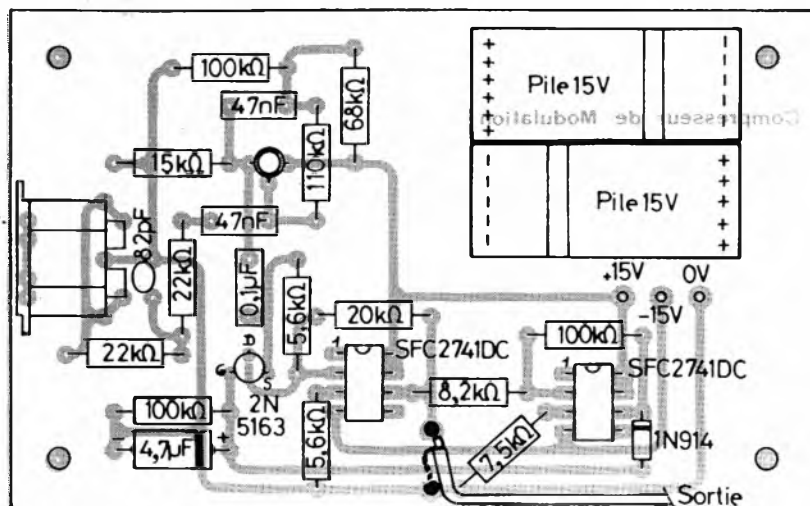 100kΩ
47nF
68kΩ
15kΩ
110kΩ
47nF
82pF
22kΩ
0,1µF
22kΩ
5,6kΩ
20kΩ
1
SFC2741DC
8,2kΩ
100kΩ
1
SFC2741DC
G
S
2N
5163
100kΩ
- 4,7µF +
5,6kΩ
7,5kΩ
1N914
Sortie
Pile 15V
+ + + + + +
- - - - - -
Compresseur de Modulation
Pile 15V
- - - - - -
+ + + + + +
+15V
-15V
0V